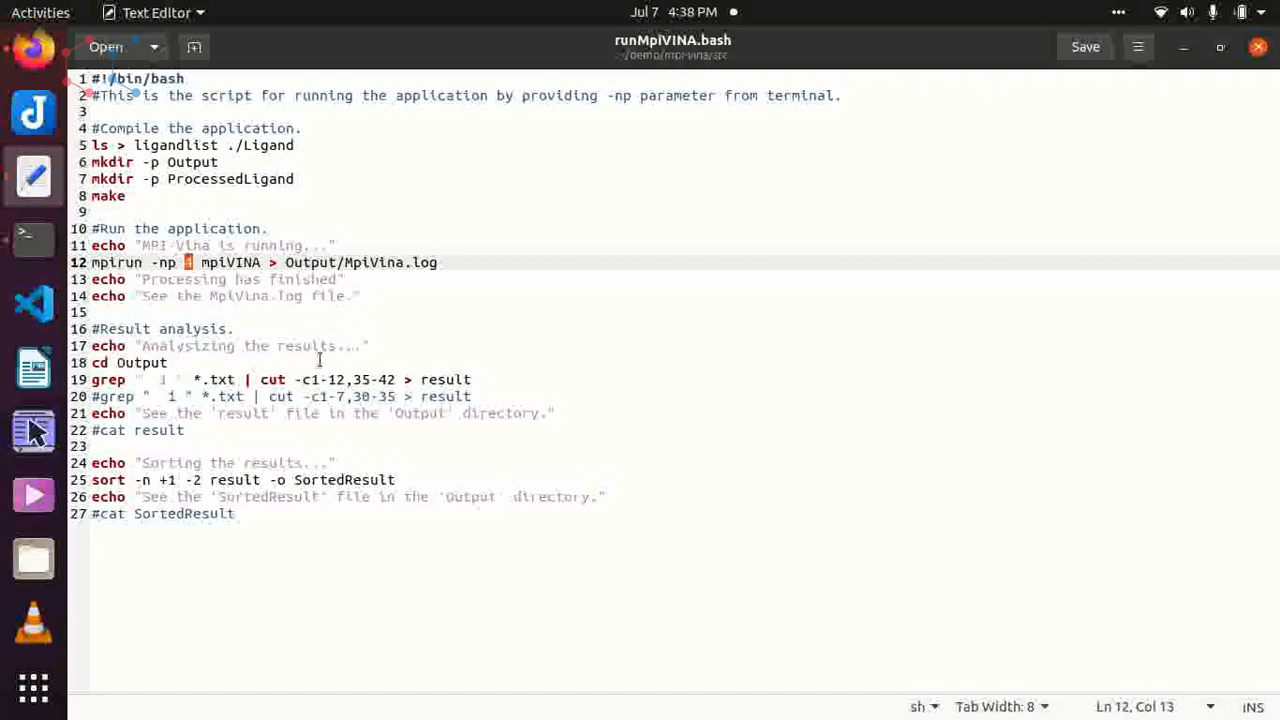 Activities Text Editor Jul 7 4:38 PM
Open runMpiVINA.bash Save
~/demo/mpi-vina/src
1 #!/bin/bash
2 #This is the script for running the application by providing -np parameter from terminal.
3
4 #Compile the application.
5 ls > ligandlist ./Ligand
6 mkdir -p Output
7 mkdir -p ProcessedLigand
8 make
9
10 #Run the application.
11 echo "MPI-Vina is running..."
12 mpirun -np 4 mpiVINA > Output/MpiVina.log
13 echo "Processing has finished"
14 echo "See the MpiVina.log file."
15
16 #Result analysis.
17 echo "Analysizing the results..."
18 cd Output
19 grep "  1 " *.txt | cut -c1-12,35-42 > result
20 #grep "  1 " *.txt | cut -c1-7,30-35 > result
21 echo "See the 'result' file in the 'Output' directory."
22 #cat result
23
24 echo "Sorting the results..."
25 sort -n +1 -2 result -o SortedResult
26 echo "See the 'SortedResult' file in the 'Output' directory."
27 #cat SortedResult
sh Tab Width: 8 Ln 12, Col 13 INS